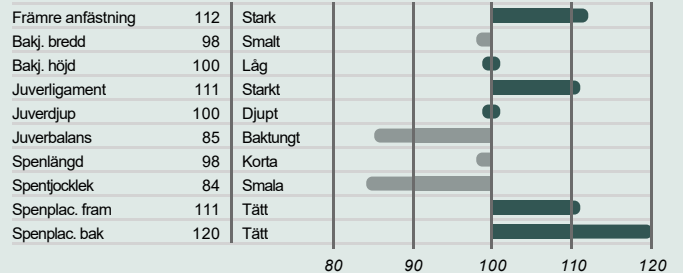 Främre anfästning 112 Stark
Bakj. bredd 98 Smalt
Bakj. höjd 100 Låg
Juverligament 111 Starkt
Juverdjup 100 Djupt
Juverbalans 85 Baktungt
Spenlängd 98 Korta
Spentjocklek 84 Smala
Spenplac. fram 111 Tätt
Spenplac. bak 120 Tätt
80 90 100 110 120